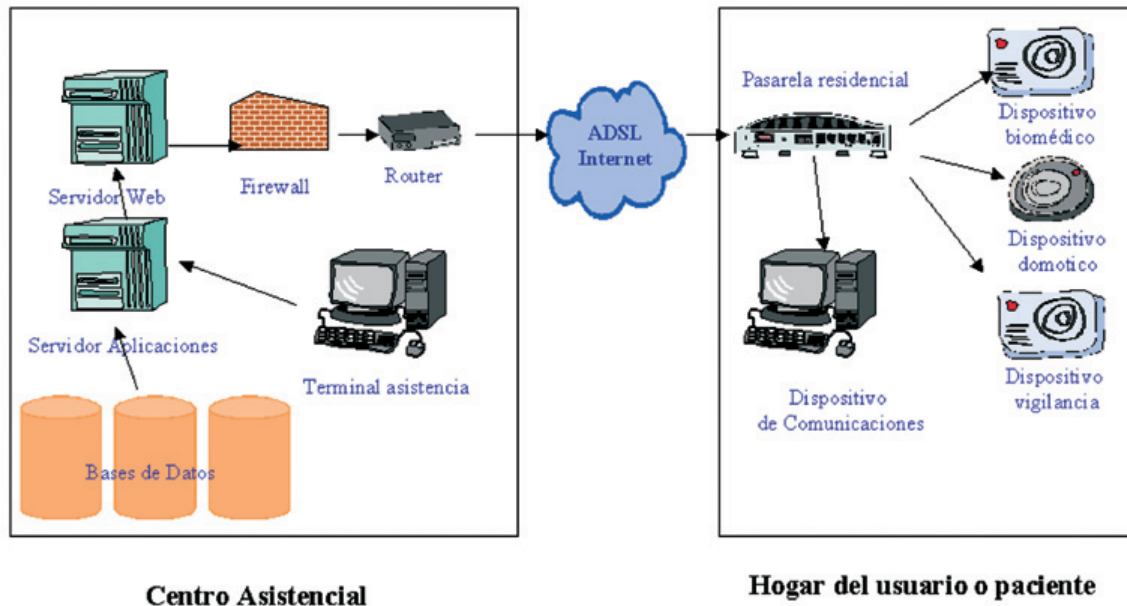 Servidor Web
Firewall
Router
Servidor Aplicaciones
Terminal asistencia
Bases de Datos
Centro Asistencial
ADSL
Internet
Pasarela residencial
Dispositivo
biomédico
Dispositivo
domotico
Dispositivo
vigilancia
Dispositivo
de Comunicaciones
Hogar del usuario o paciente